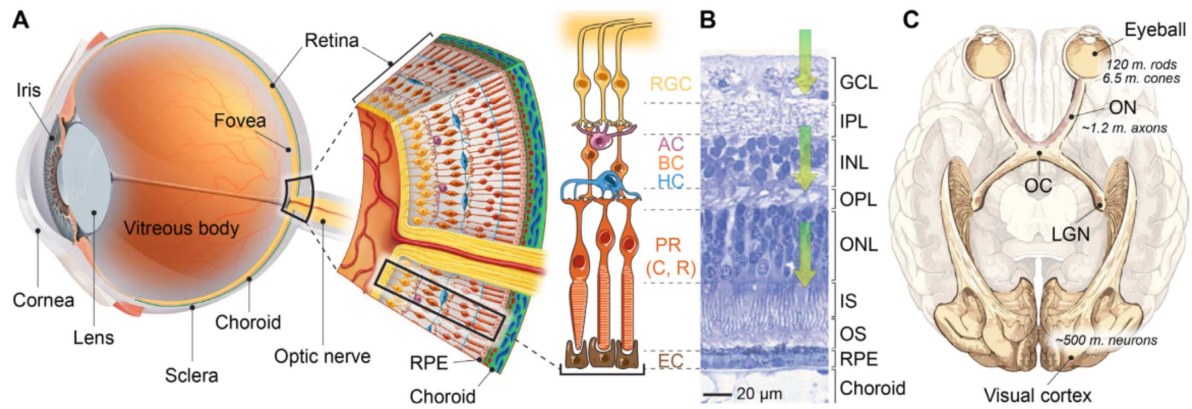 A
Retina
Iris
Fovea
Vitreous body
Cornea
Lens
Choroid
Sclera
Optic nerve
RPE
Choroid
RGC
AC
BC
HC
PR
(C, R)
EC
B
GCL
IPL
INL
OPL
ONL
IS
OS
RPE
Choroid
20 µm
C
Eyeball
120 m. rods
6.5 m. cones
ON
~1.2 m. axons
OC
LGN
~500 m. neurons
Visual cortex